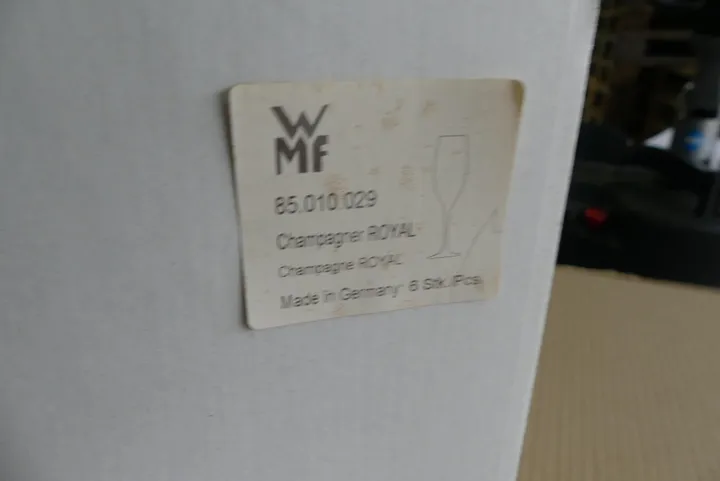 WMF
85.010.029
Champagner ROYAL
Champagne ROYAL
Made in Germany 6 Stk./Pcs